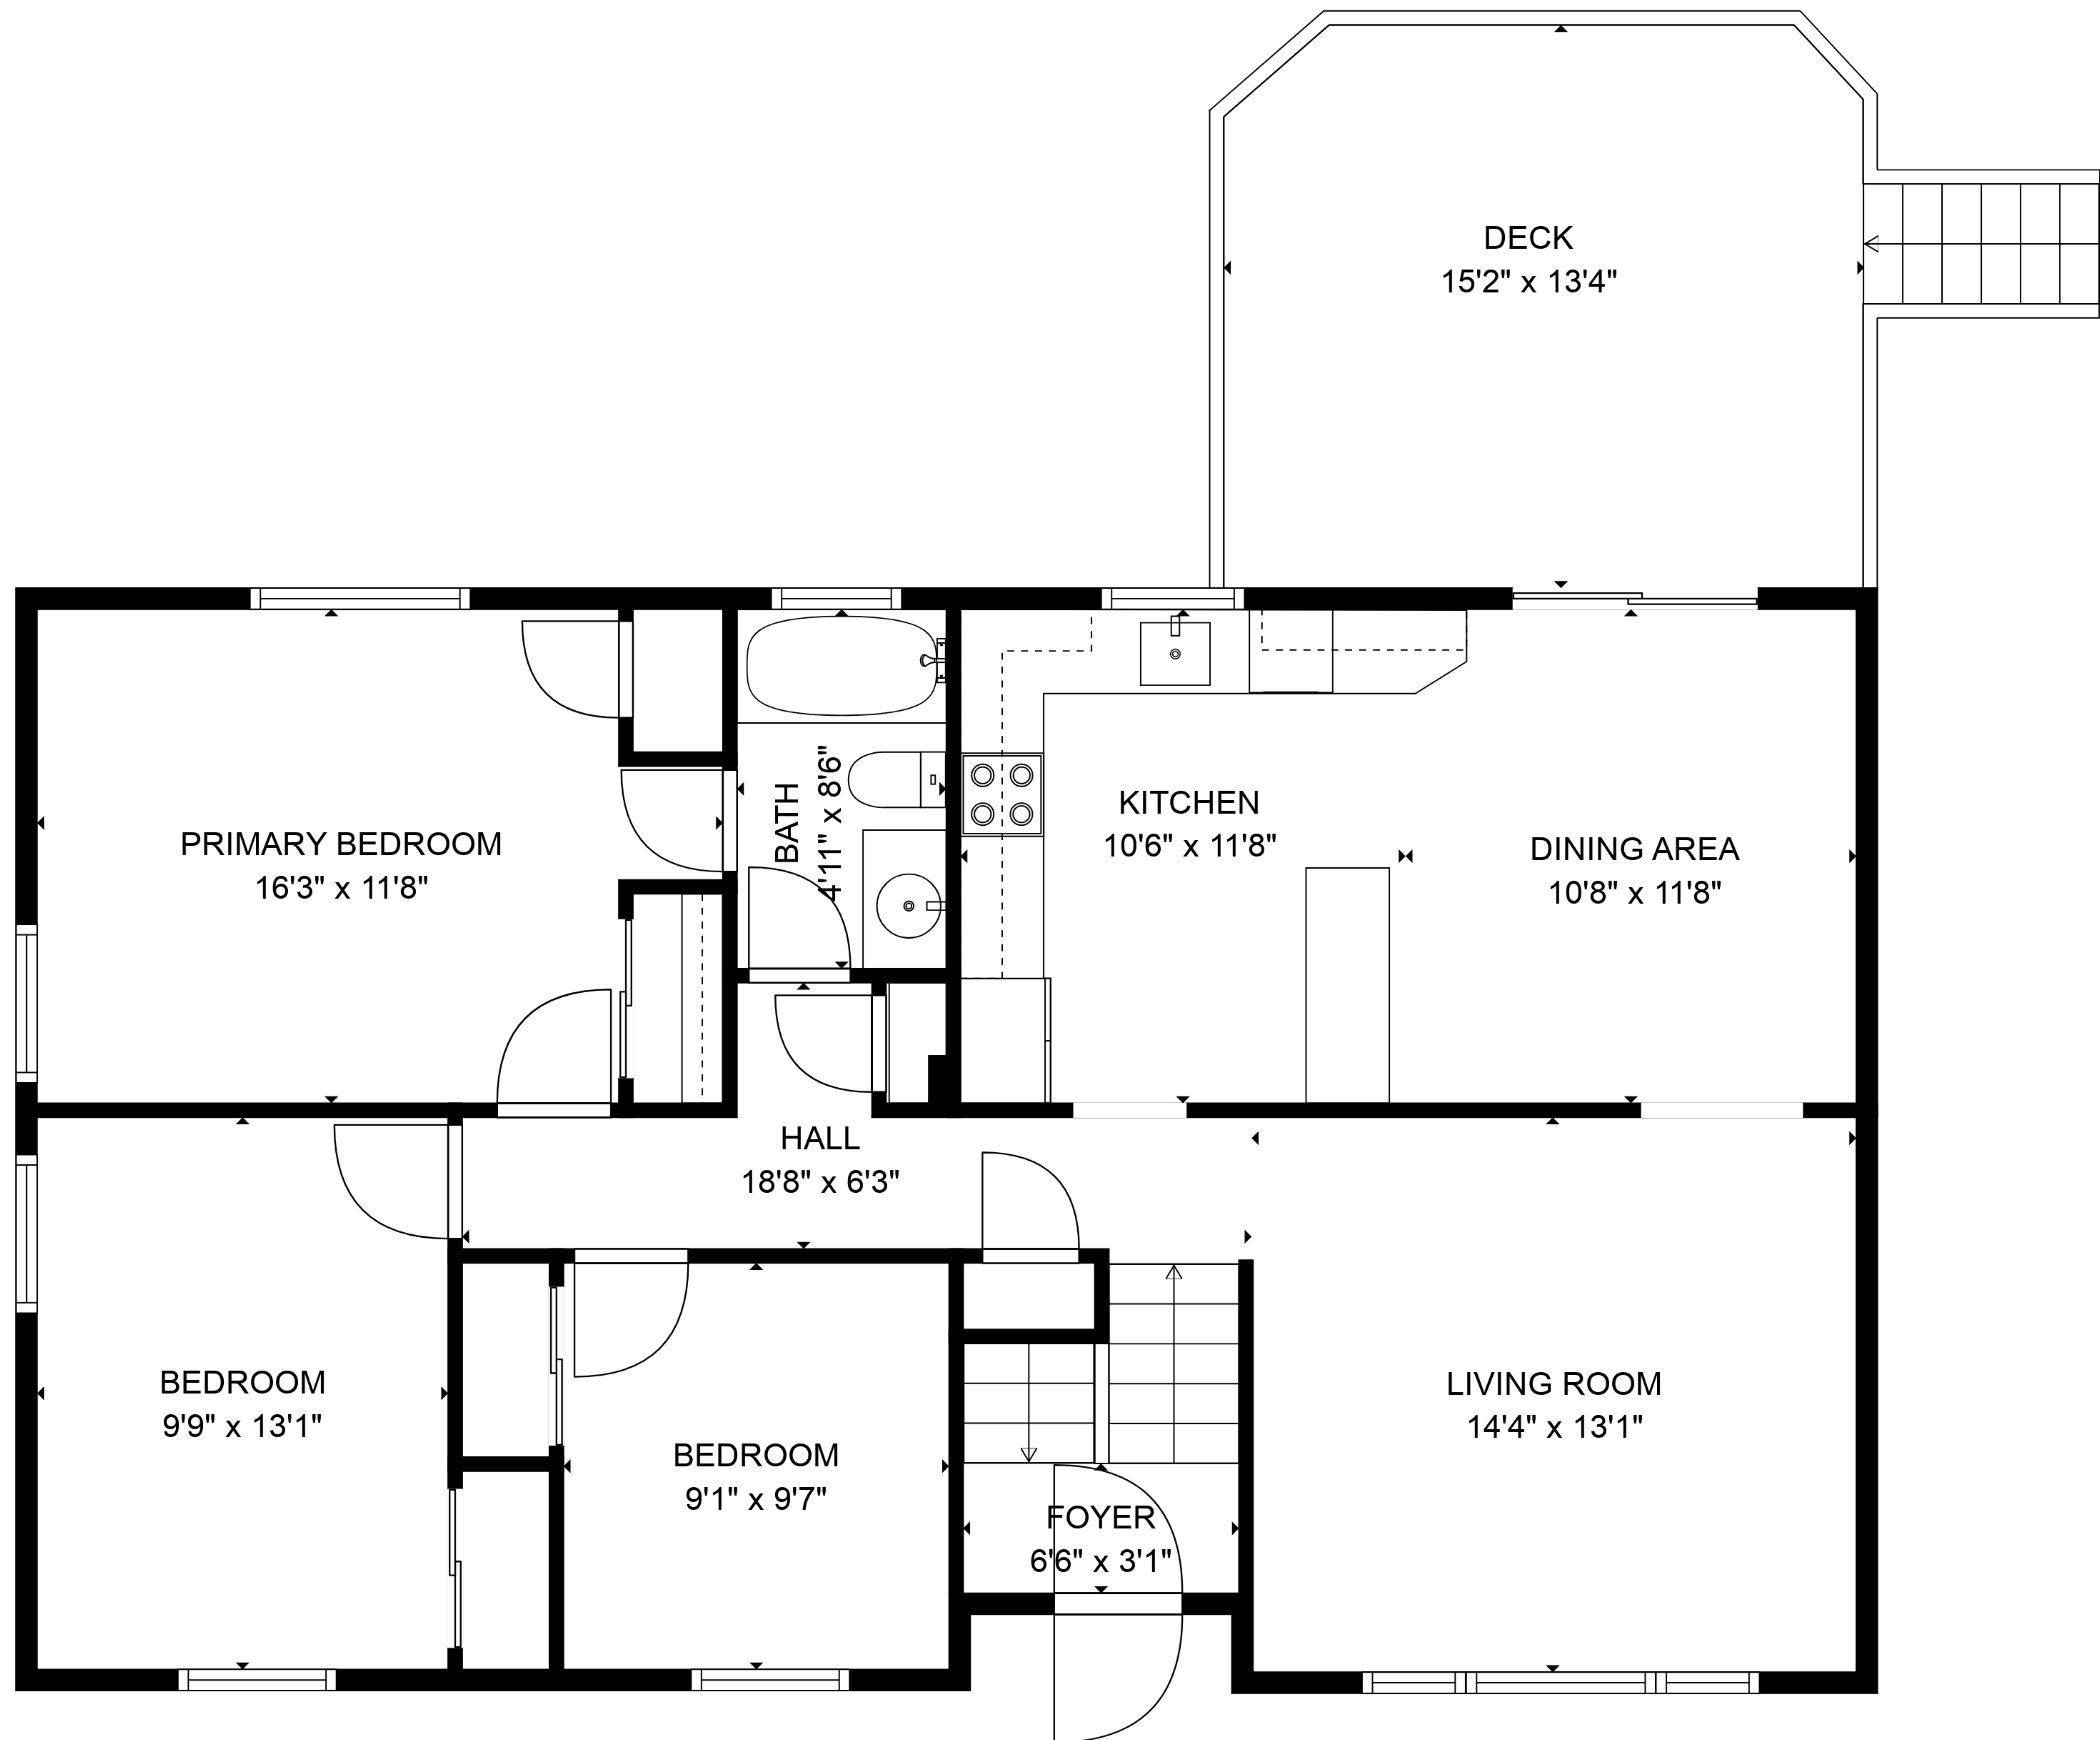 DECK
15'2" x 13'4"
PRIMARY BEDROOM
16'3" x 11'8"
BATH
4'11" x 8'6"
KITCHEN
10'6" x 11'8"
DINING AREA
10'8" x 11'8"
HALL
18'8" x 6'3"
BEDROOM
9'9" x 13'1"
BEDROOM
9'1" x 9'7"
FOYER
6'6" x 3'1"
LIVING ROOM
14'4" x 13'1"